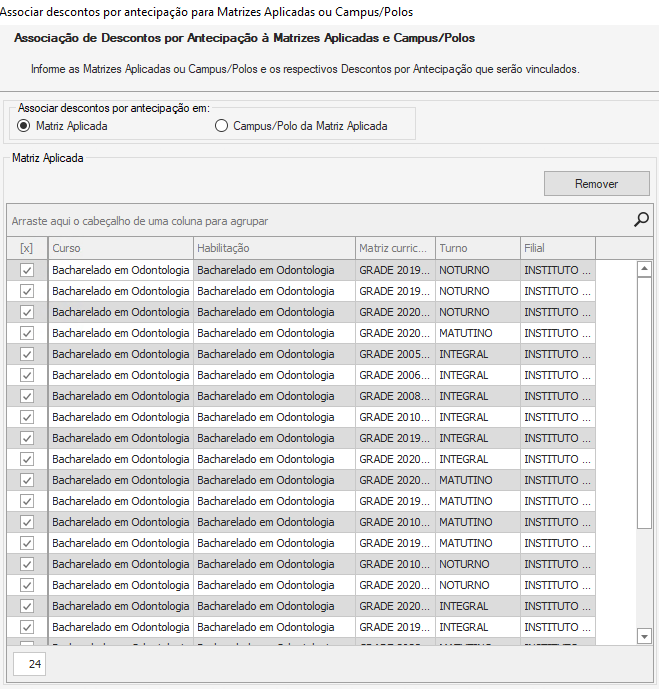 Associar descontos por antecipação para Matrizes Aplicadas ou Campus/Polos
Associação de Descontos por Antecipação à Matrizes Aplicadas e Campus/Polos
Informe as Matrizes Aplicadas ou Campus/Polos e os respectivos Descontos por Antecipação que serão vinculados.
Associar descontos por antecipação em:
Matriz Aplicada Campus/Polo da Matriz Aplicada
Matriz Aplicada
Remover
Arraste aqui o cabeçalho de uma coluna para agrupar
[x] Curso Habilitação Matriz curric... Turno Filial
Bacharelado em Odontologia Bacharelado em Odontologia GRADE 2019... NOTURNO INSTITUTO ...
Bacharelado em Odontologia Bacharelado em Odontologia GRADE 2019... NOTURNO INSTITUTO ...
Bacharelado em Odontologia Bacharelado em Odontologia GRADE 2020... NOTURNO INSTITUTO ...
Bacharelado em Odontologia Bacharelado em Odontologia GRADE 2020... MATUTINO INSTITUTO ...
Bacharelado em Odontologia Bacharelado em Odontologia GRADE 2005... INTEGRAL INSTITUTO ...
Bacharelado em Odontologia Bacharelado em Odontologia GRADE 2006... INTEGRAL INSTITUTO ...
Bacharelado em Odontologia Bacharelado em Odontologia GRADE 2008... INTEGRAL INSTITUTO ...
Bacharelado em Odontologia Bacharelado em Odontologia GRADE 2010... INTEGRAL INSTITUTO ...
Bacharelado em Odontologia Bacharelado em Odontologia GRADE 2019... INTEGRAL INSTITUTO ...
Bacharelado em Odontologia Bacharelado em Odontologia GRADE 2020... INTEGRAL INSTITUTO ...
Bacharelado em Odontologia Bacharelado em Odontologia GRADE 2020... MATUTINO INSTITUTO ...
Bacharelado em Odontologia Bacharelado em Odontologia GRADE 2019... MATUTINO INSTITUTO ...
Bacharelado em Odontologia Bacharelado em Odontologia GRADE 2010... MATUTINO INSTITUTO ...
Bacharelado em Odontologia Bacharelado em Odontologia GRADE 2019... MATUTINO INSTITUTO ...
Bacharelado em Odontologia Bacharelado em Odontologia GRADE 2010... NOTURNO INSTITUTO ...
Bacharelado em Odontologia Bacharelado em Odontologia GRADE 2020... NOTURNO INSTITUTO ...
Bacharelado em Odontologia Bacharelado em Odontologia GRADE 2020... INTEGRAL INSTITUTO ...
Bacharelado em Odontologia Bacharelado em Odontologia GRADE 2019... INTEGRAL INSTITUTO ...
24